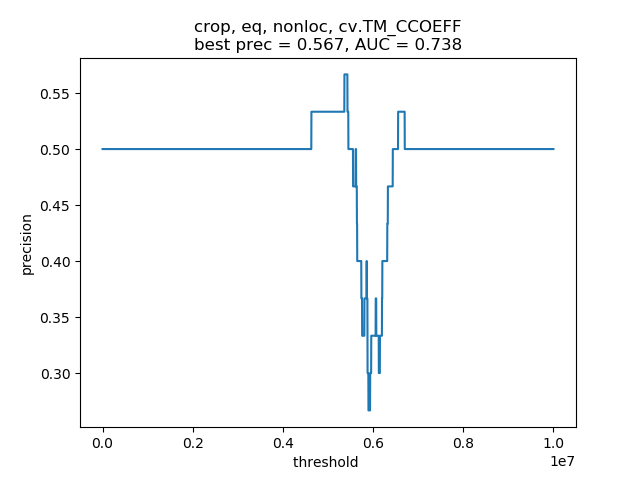 crop, eq, nonloc, cv.TM_CCOEFF
best prec = 0.567, AUC = 0.738
precision
0.55
0.50
0.45
0.40
0.35
0.30
0.0 0.2 0.4 0.6 0.8 1.0
1e7
threshold